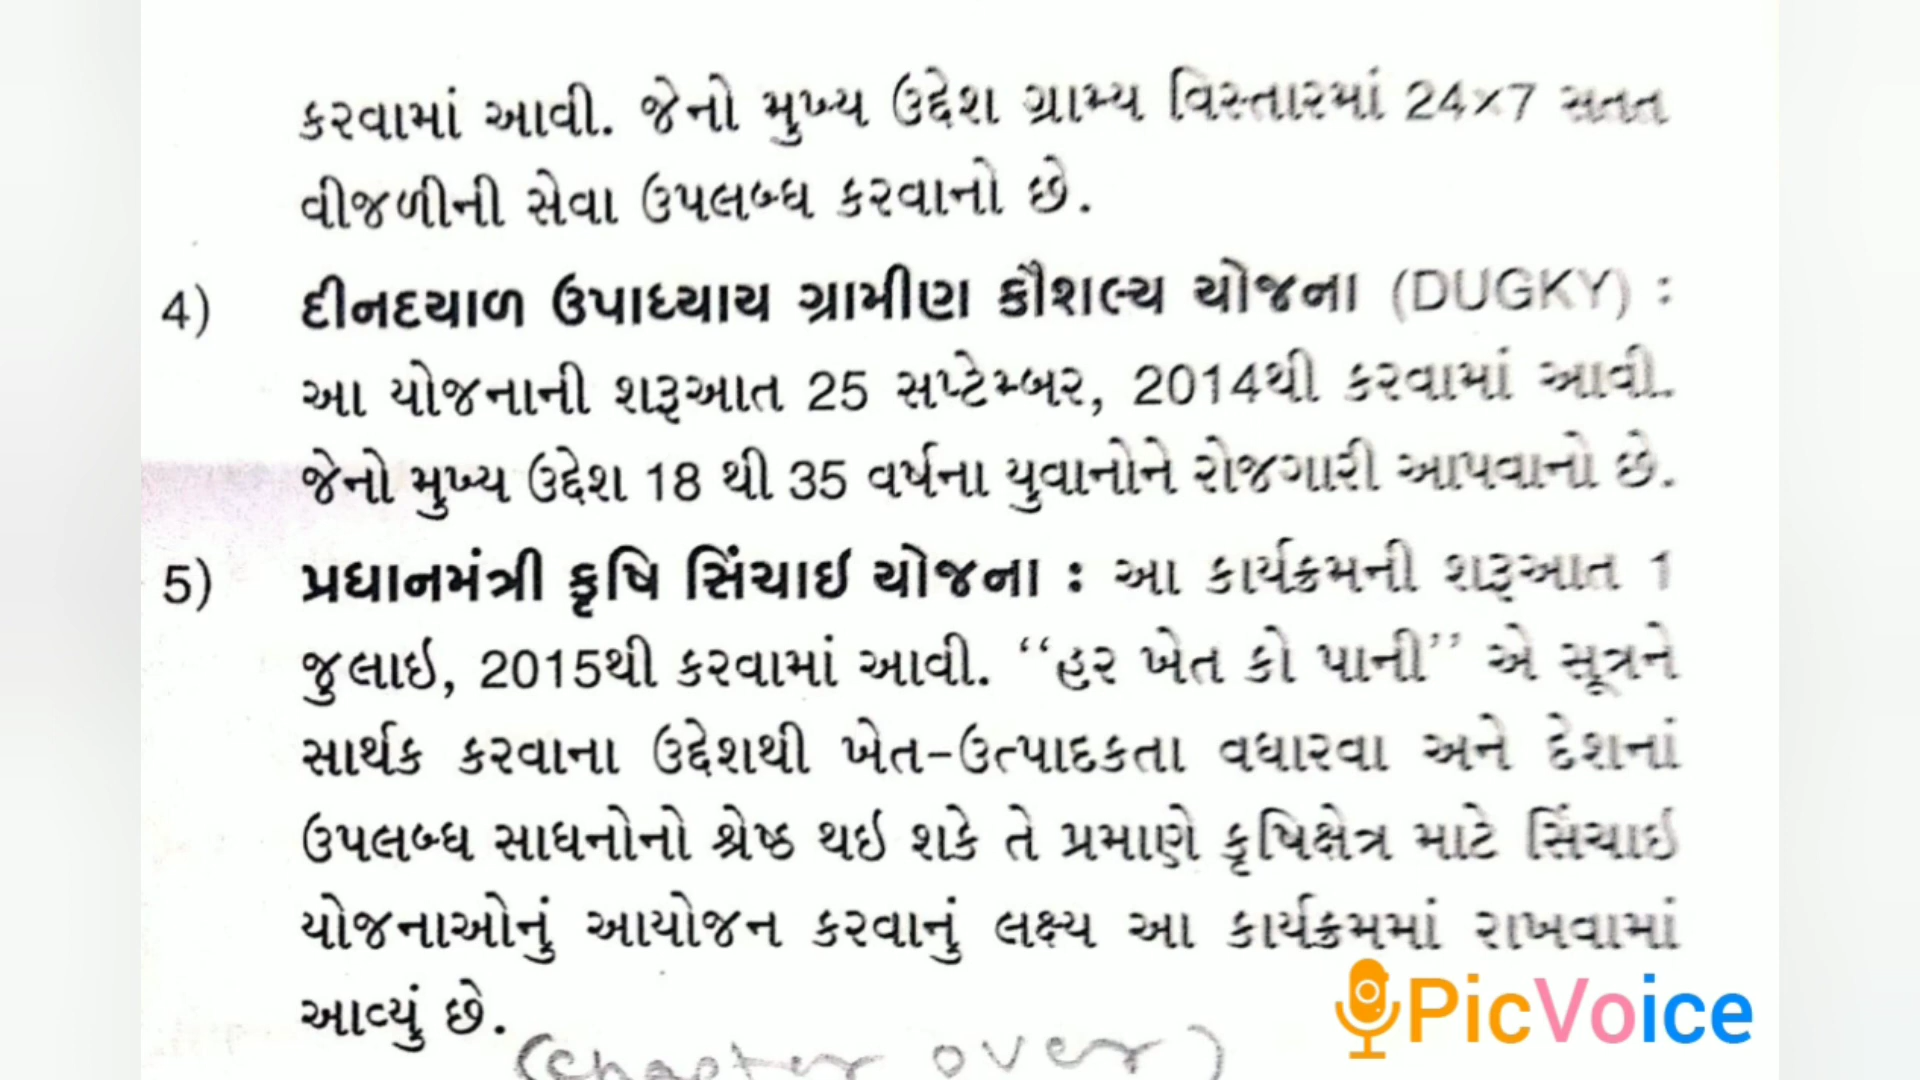 કરવામાં આવી. જેનો મુખ્ય ઉદ્દેશ ગ્રામ્ય વિસ્તારમાં 24×7 સતત
વીજળીની સેવા ઉપલબ્ધ કરવાનો છે.
4) દીનદયાળ ઉપાધ્યાય ગ્રામીણ કૌશલ્ય યોજના (DUGKY) :
આ યોજનાની શરૂઆત 25 સપ્ટેમ્બર, 2014થી કરવામાં આવી.
જેનો મુખ્ય ઉદ્દેશ 18 થી 35 વર્ષના યુવાનોને રોજગારી આપવાનો છે.
5) પ્રધાનમંત્રી કૃષિ સિંચાઇ યોજના : આ કાર્યક્રમની શરૂઆત 1
જુલાઇ, 2015થી કરવામાં આવી. “હર ખેત કો પાની” એ સૂત્રને
સાર્થક કરવાના ઉદ્દેશથી ખેત-ઉત્પાદકતા વધારવા અને દેશનાં
ઉપલબ્ધ સાધનોનો શ્રેષ્ઠ થઇ શકે તે પ્રમાણે કૃષિક્ષેત્ર માટે સિંચાઇ
યોજનાઓનું આયોજન કરવાનું લક્ષ્ય આ કાર્યક્રમમાં રાખવામાં
આવ્યું છે.
(Chapter over)
PicVoice